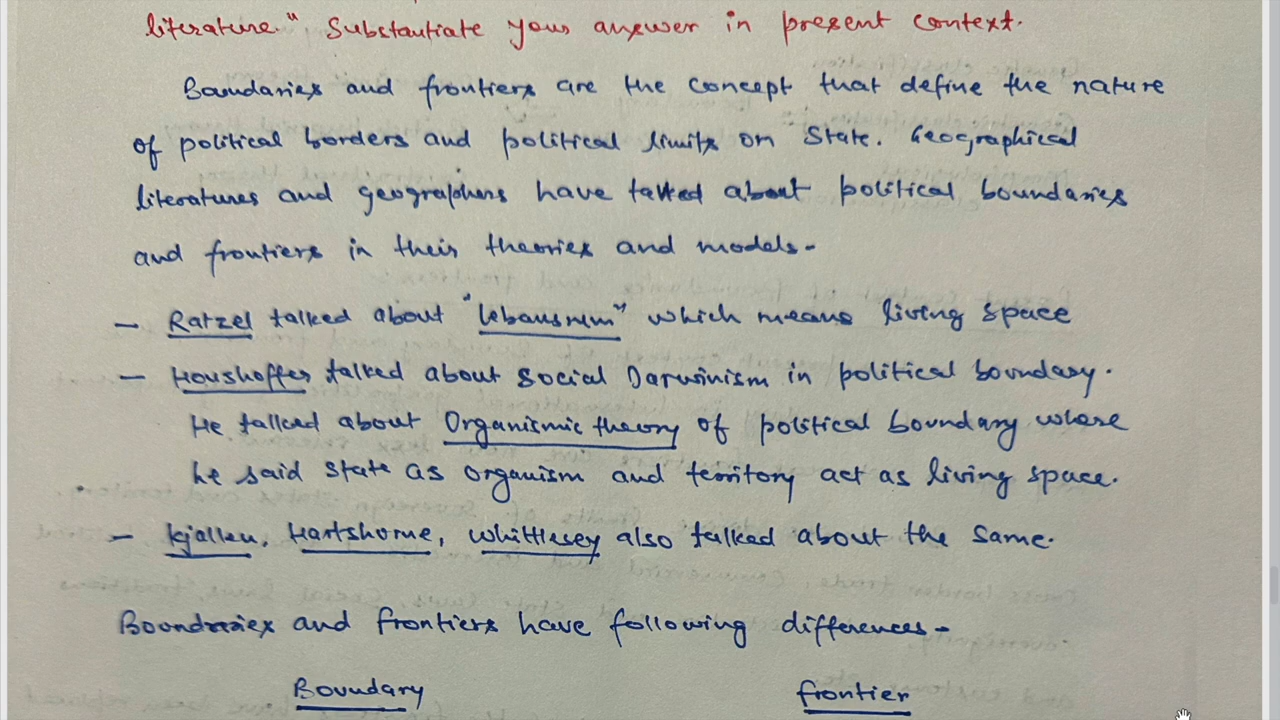 literature.", Substantiate your answer in present context.
Boundaries and frontiers are the concept that define the nature
of political borders and political limits on State. Geographical
literatures and geographers have talked about political boundaries
and frontiers in their theories and models-
- Ratzel talked about "lebansrum" which means living space
- Houshoffer talked about social Darwinism in political boundary.
He talked about Organismic theory of political boundary where
he said state as organism and territory act as living space.
- Kjallen, Hartshorne, Whittlesey also talked about the same.
Boundaries and frontiers have following differences-
Boundary frontier